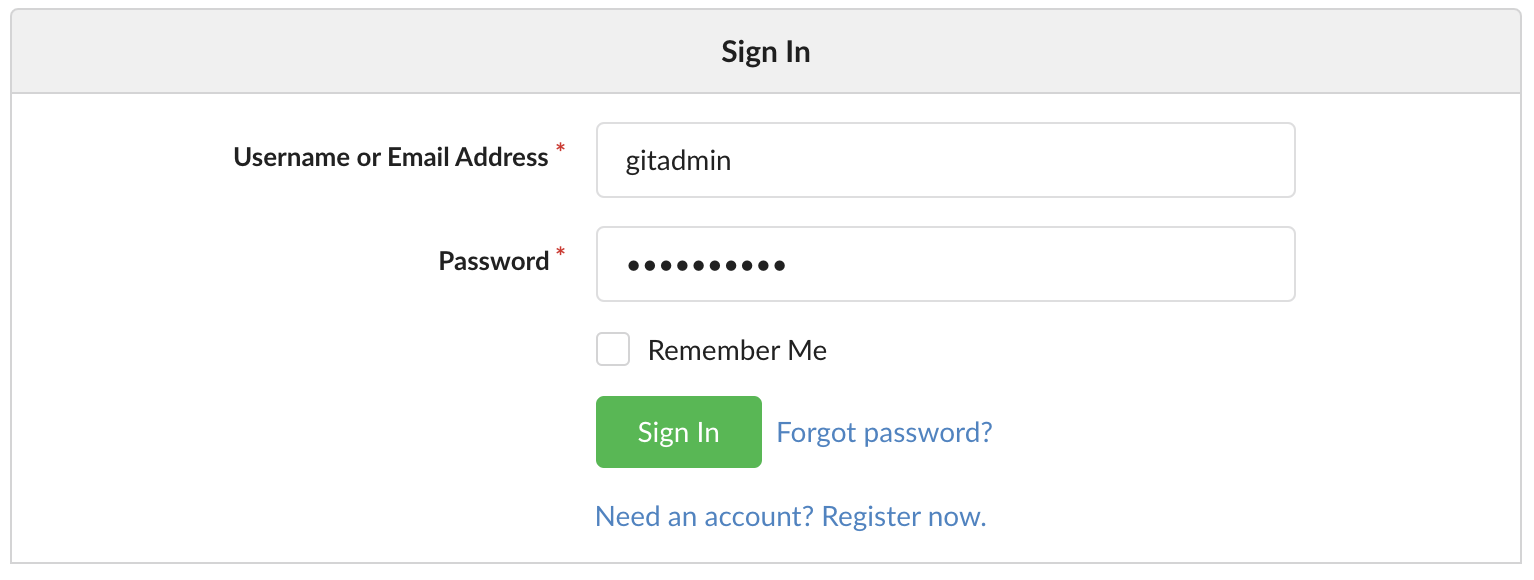 Sign In
Username or Email Address *
gitadmin
Password *
••••••••••
Remember Me
Sign In
Forgot password?
Need an account? Register now.